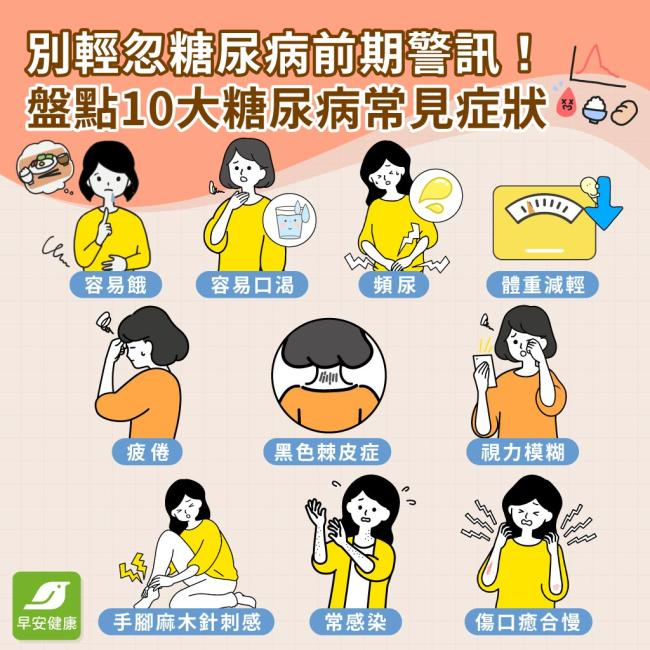 別輕忽糖尿病前期警訊！
盤點10大糖尿病常見症狀
容易餓
容易口渴
頻尿
體重減輕
疲倦
黑色棘皮症
視力模糊
手腳麻木針刺感
常感染
傷口癒合慢
早安健康